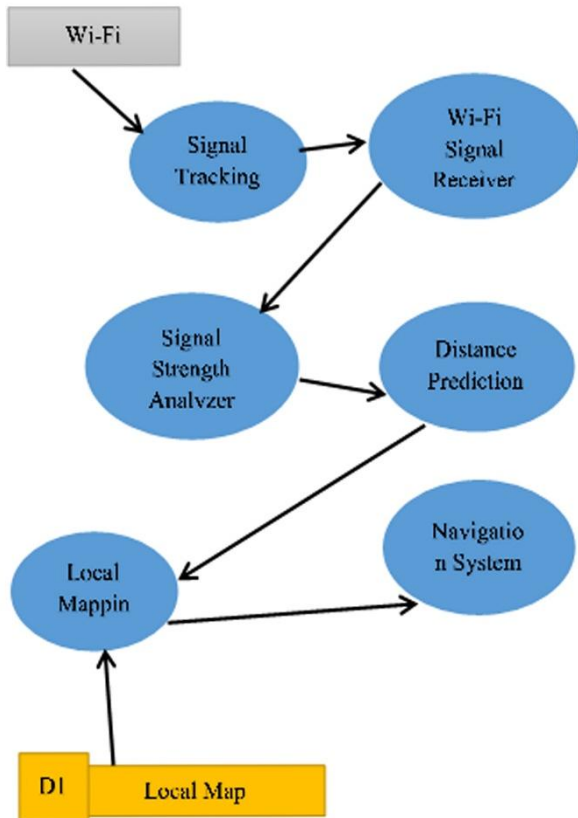 Wi-Fi
Signal
Tracking
Wi-Fi
Signal
Receiver
Signal
Strength
Analyzer
Distance
Prediction
Navigatio
n System
Local
Mappin
D1
Local Map